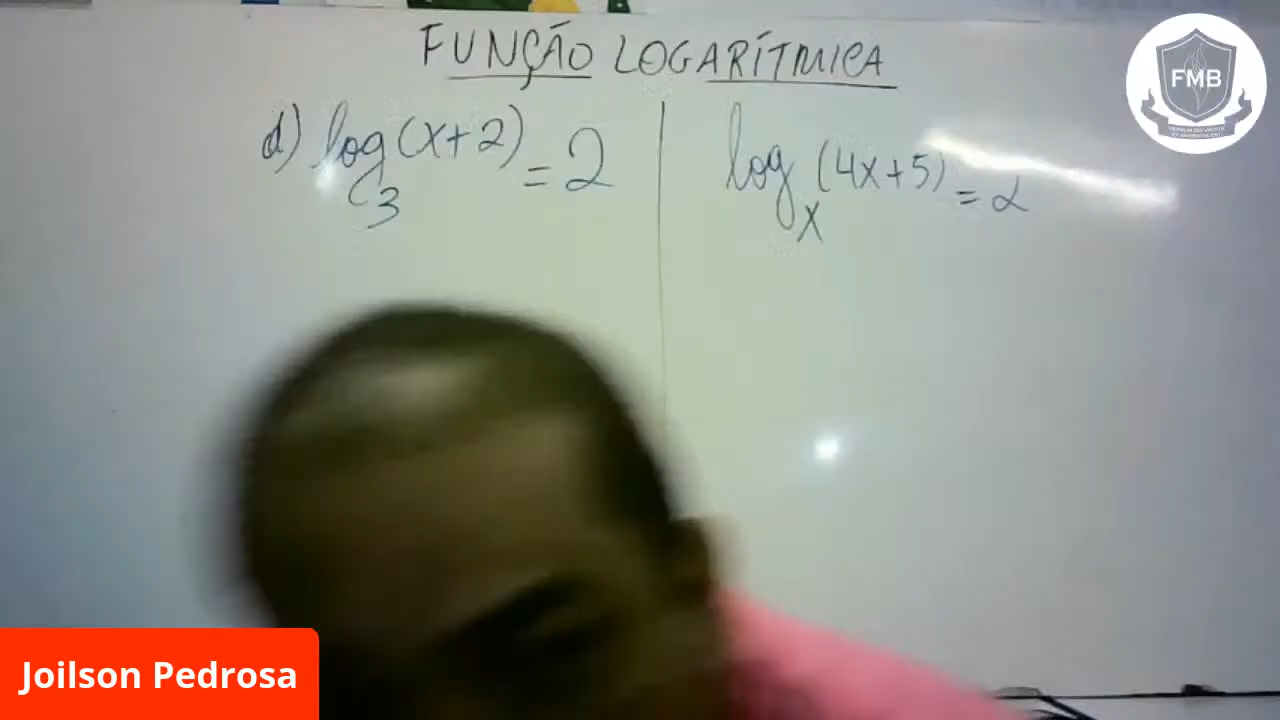 FUNÇÃO LOGARÍTMICA
d) log₃(x+2) = 2
logₓ(4x+5) = 2
FMB
Joilson Pedrosa